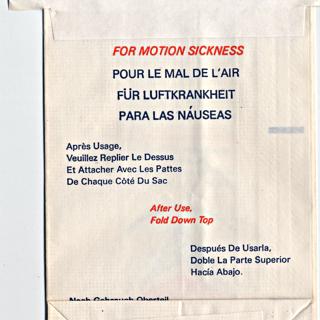 FOR MOTION SICKNESS
POUR LE MAL DE L'AIR
FÜR LUFTKRANKHEIT
PARA LAS NÁUSEAS
Après Usage,
Veuillez Replier Le Dessus
Et Attacher Avec Les Pattes
De Chaque Côté Du Sac
After Use,
Fold Down Top
Después De Usarla,
Doble La Parte Superior
Hacía Abajo.
Nach Gebrauch Oberteil